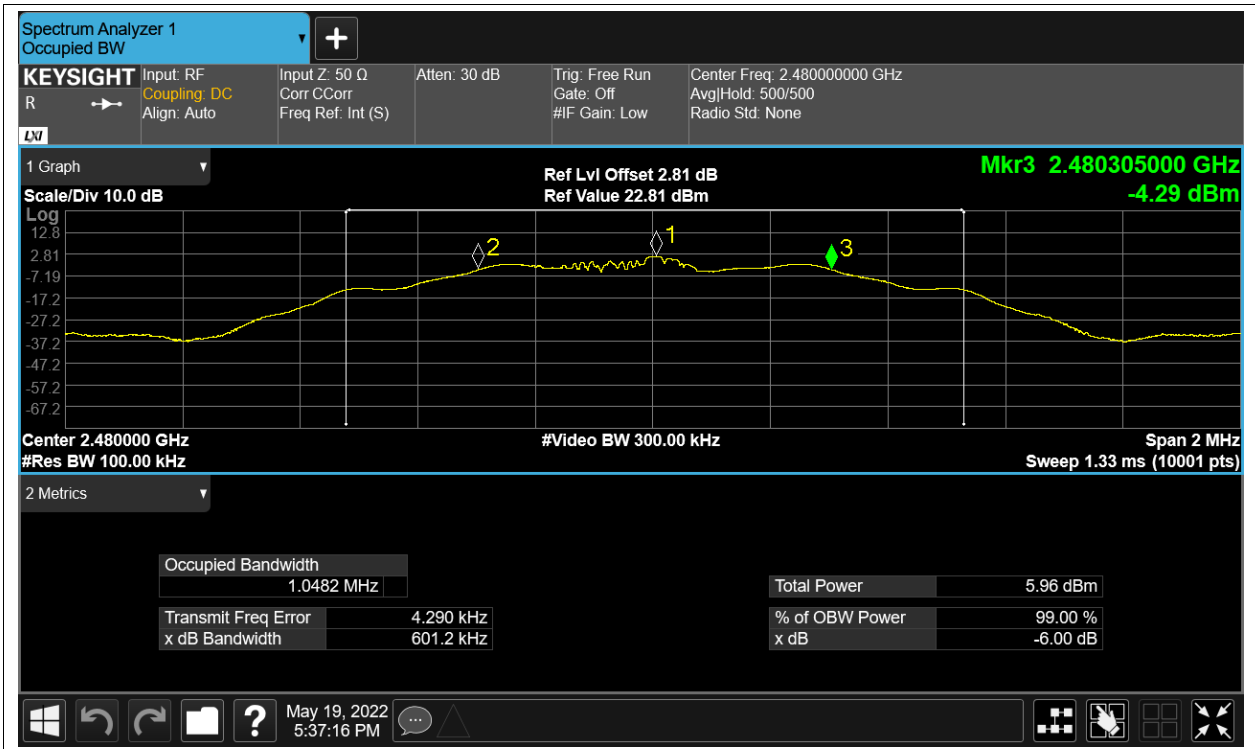 Spectrum Analyzer 1
Occupied BW
KEYSIGHT
R
LXI
Input: RF
Coupling: DC
Align: Auto
Input Z: 50 Ω
Corr CCorr
Freq Ref: Int (S)
Atten: 30 dB
Trig: Free Run
Gate: Off
#IF Gain: Low
Center Freq: 2.480000000 GHz
Avg|Hold: 500/500
Radio Std: None
1 Graph
Scale/Div 10.0 dB
Ref Lvl Offset 2.81 dB
Ref Value 22.81 dBm
Mkr3 2.480305000 GHz
-4.29 dBm
Log
12.8
2.81
-7.19
-17.2
-27.2
-37.2
-47.2
-57.2
-67.2
2
1
3
Center 2.480000 GHz
#Res BW 100.00 kHz
#Video BW 300.00 kHz
Span 2 MHz
Sweep 1.33 ms (10001 pts)
2 Metrics
Occupied Bandwidth
1.0482 MHz
Transmit Freq Error 4.290 kHz
x dB Bandwidth 601.2 kHz
Total Power 5.96 dBm
% of OBW Power 99.00 %
x dB -6.00 dB
?
May 19, 2022
5:37:16 PM